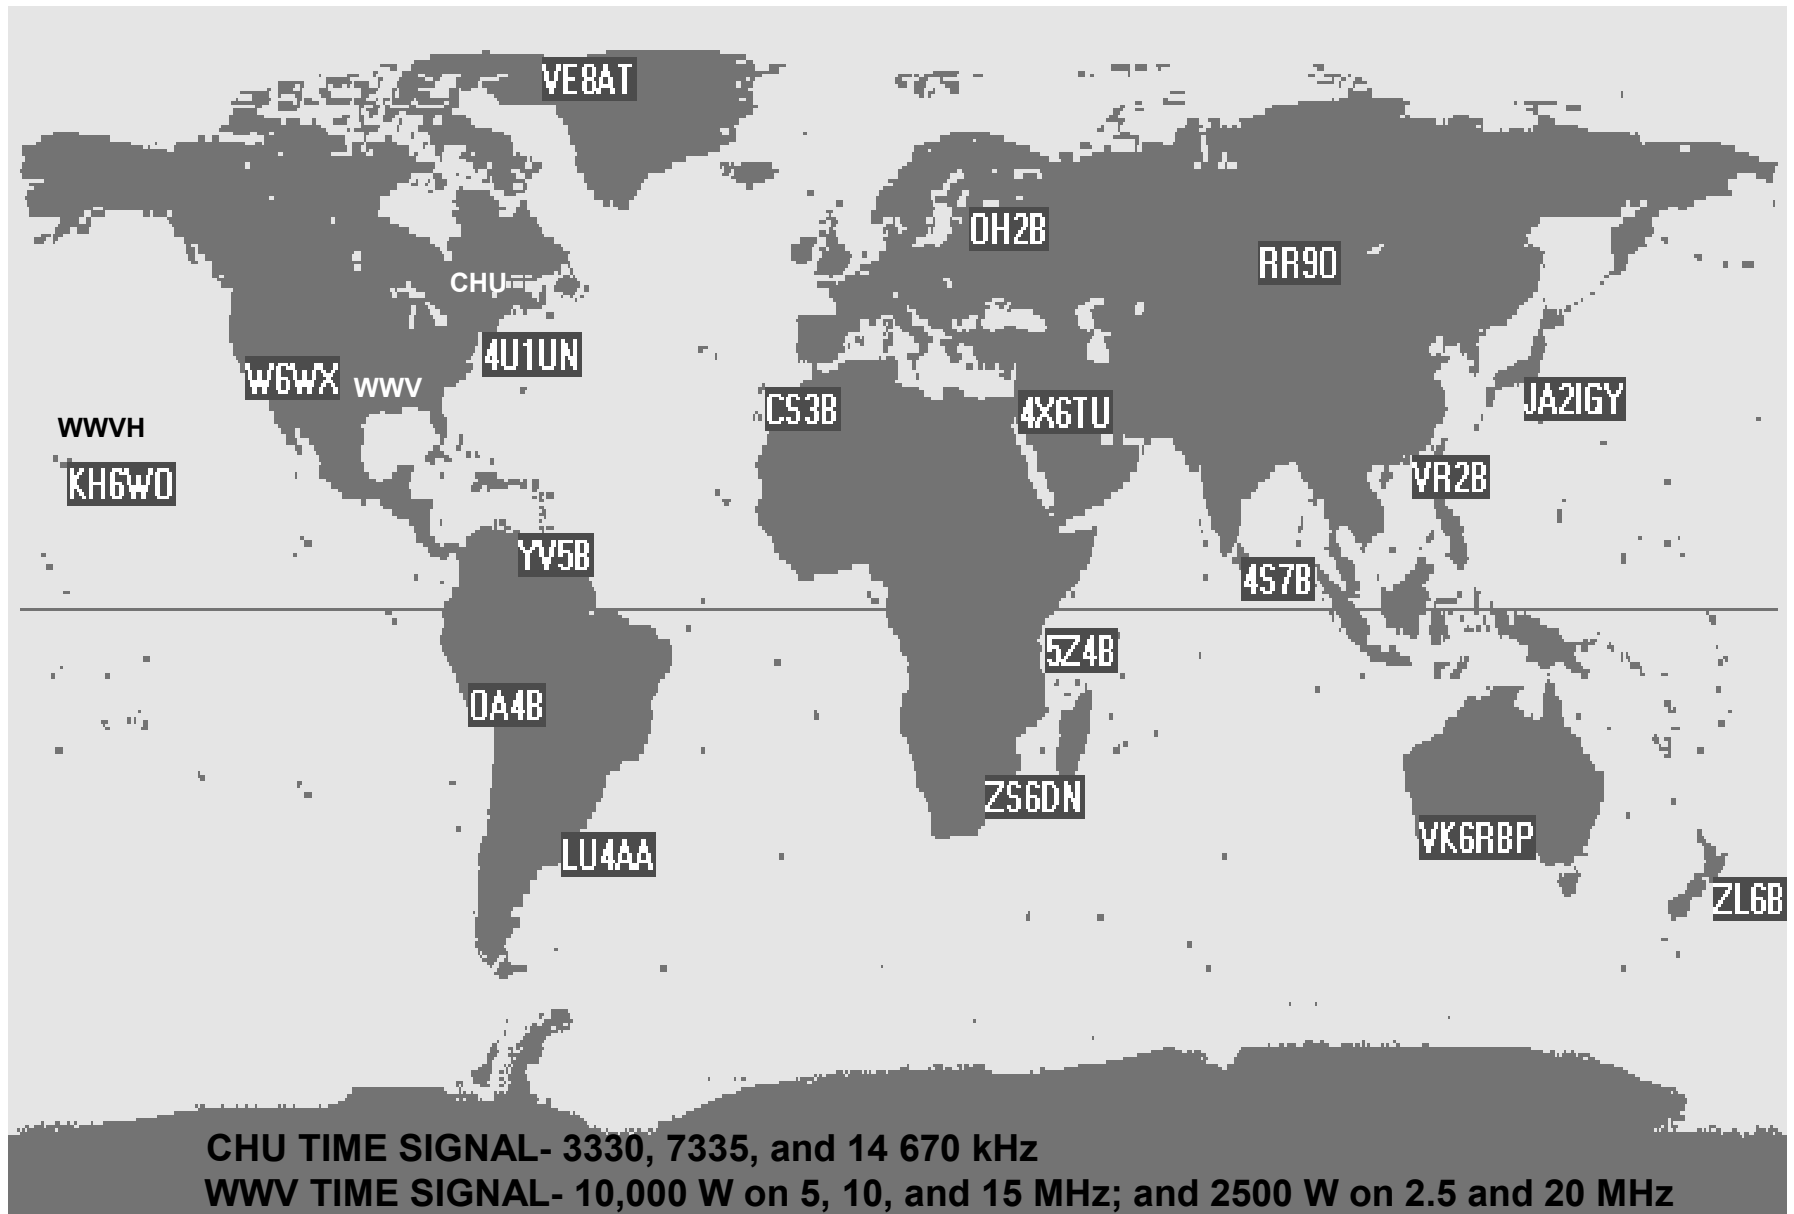 VE8AT
OH2B
RR9O
CHU
4U1UN
W6WX
WWV
CS3B
4X6TU
JA2IGY
WWVH
KH6WO
VR2B
YV5B
4S7B
5Z4B
OA4B
ZS6DN
VK6RBP
LU4AA
ZL6B
CHU TIME SIGNAL- 3330, 7335, and 14 670 kHz
WWV TIME SIGNAL- 10,000 W on 5, 10, and 15 MHz; and 2500 W on 2.5 and 20 MHz